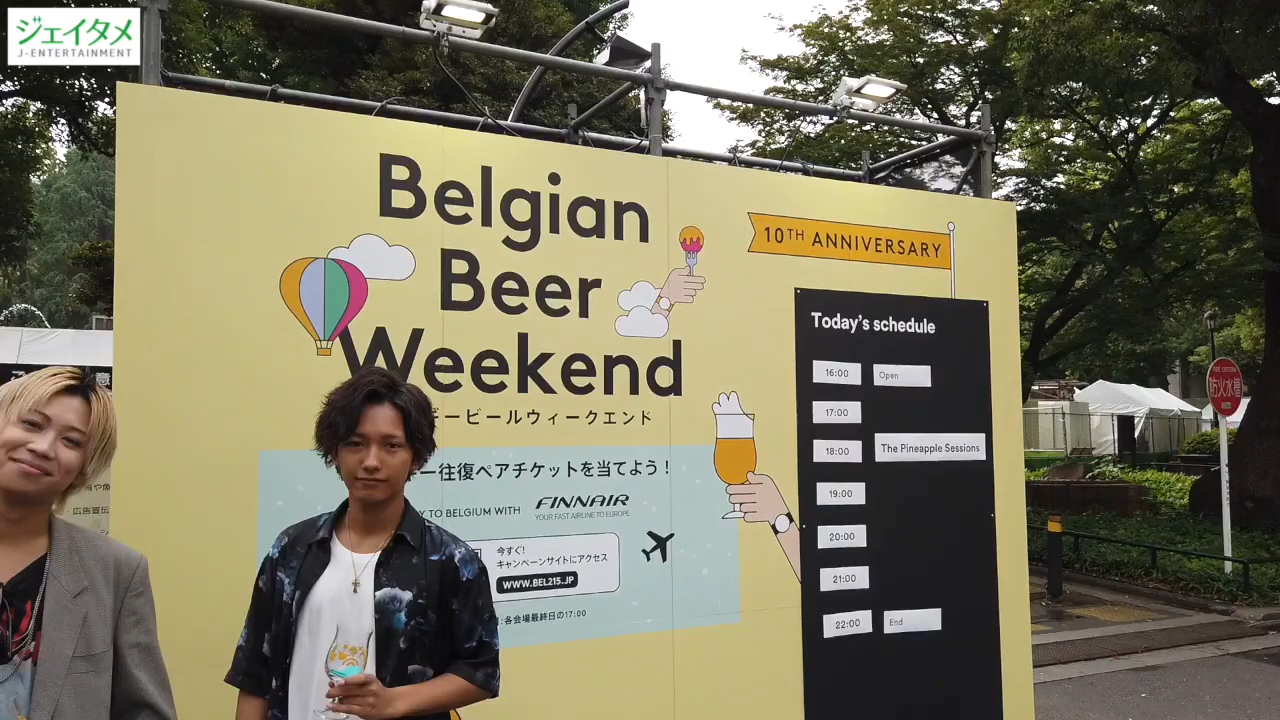 ジェイタメ
J-ENTERTAINMENT
Belgian
Beer
Weekend
ービールウィークエンド
ー往復ペアチケットを当てよう！
TO BELGIUM WITH
FINNAIR
YOUR FAST AIRLINE TO EUROPE
今すぐ！
キャンペーンサイトにアクセス
WWW.BEL215.JP
各会場最終日の17:00
10TH ANNIVERSARY
Today's schedule
16:00 Open
17:00
18:00 The Pineapple Sessions
19:00
20:00
21:00
22:00 End
防火水槽